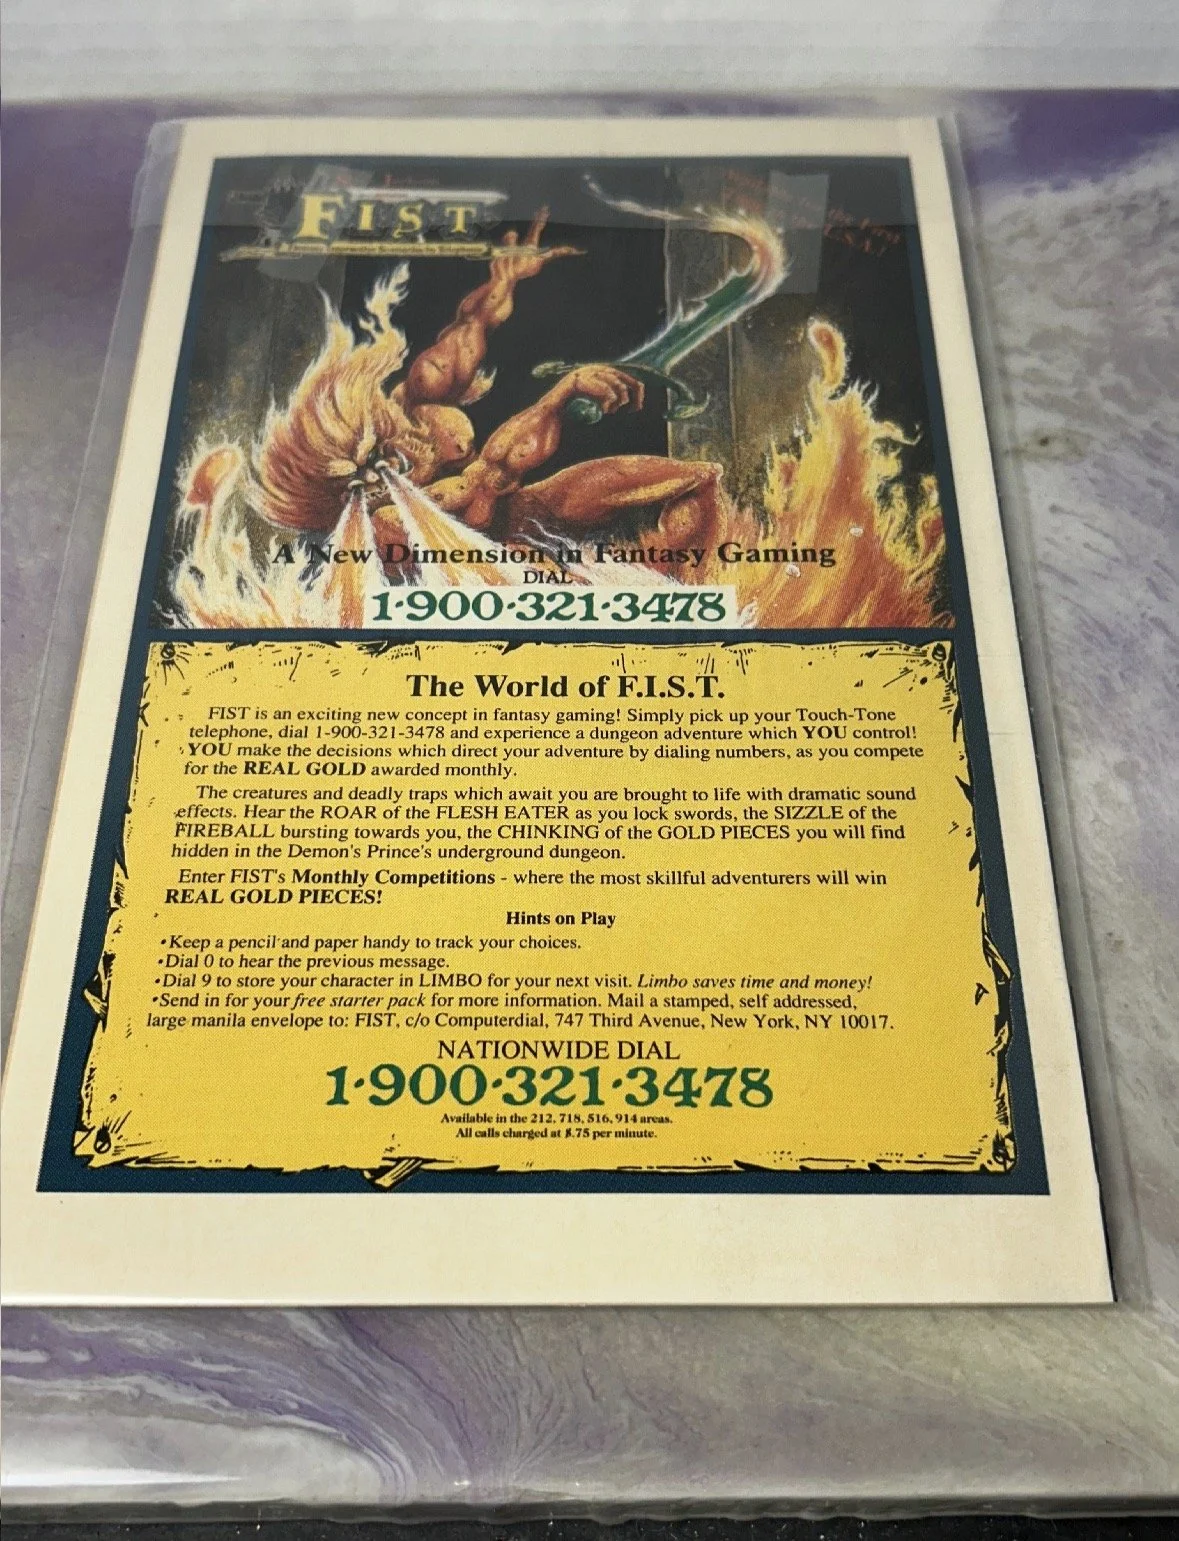 FIST
A New Dimension in Fantasy Gaming
DIAL
1·900·321·3478
The World of F.I.S.T.
FIST is an exciting new concept in fantasy gaming! Simply pick up your Touch-Tone
telephone, dial 1-900-321-3478 and experience a dungeon adventure which YOU control!
YOU make the decisions which direct your adventure by dialing numbers, as you compete
for the REAL GOLD awarded monthly.
The creatures and deadly traps which await you are brought to life with dramatic sound
effects. Hear the ROAR of the FLESH EATER as you lock swords, the SIZZLE of the
FIREBALL bursting towards you, the CHINKING of the GOLD PIECES you will find
hidden in the Demon's Prince's underground dungeon.
Enter FIST's Monthly Competitions - where the most skillful adventurers will win
REAL GOLD PIECES!
Hints on Play
•Keep a pencil and paper handy to track your choices.
•Dial 0 to hear the previous message.
•Dial 9 to store your character in LIMBO for your next visit. Limbo saves time and money!
•Send in for your free starter pack for more information. Mail a stamped, self addressed,
large manila envelope to: FIST, c/o Computerdial, 747 Third Avenue, New York, NY 10017.
NATIONWIDE DIAL
1·900·321·3478
Available in the 212, 718, 516, 914 areas.
All calls charged at $.75 per minute.